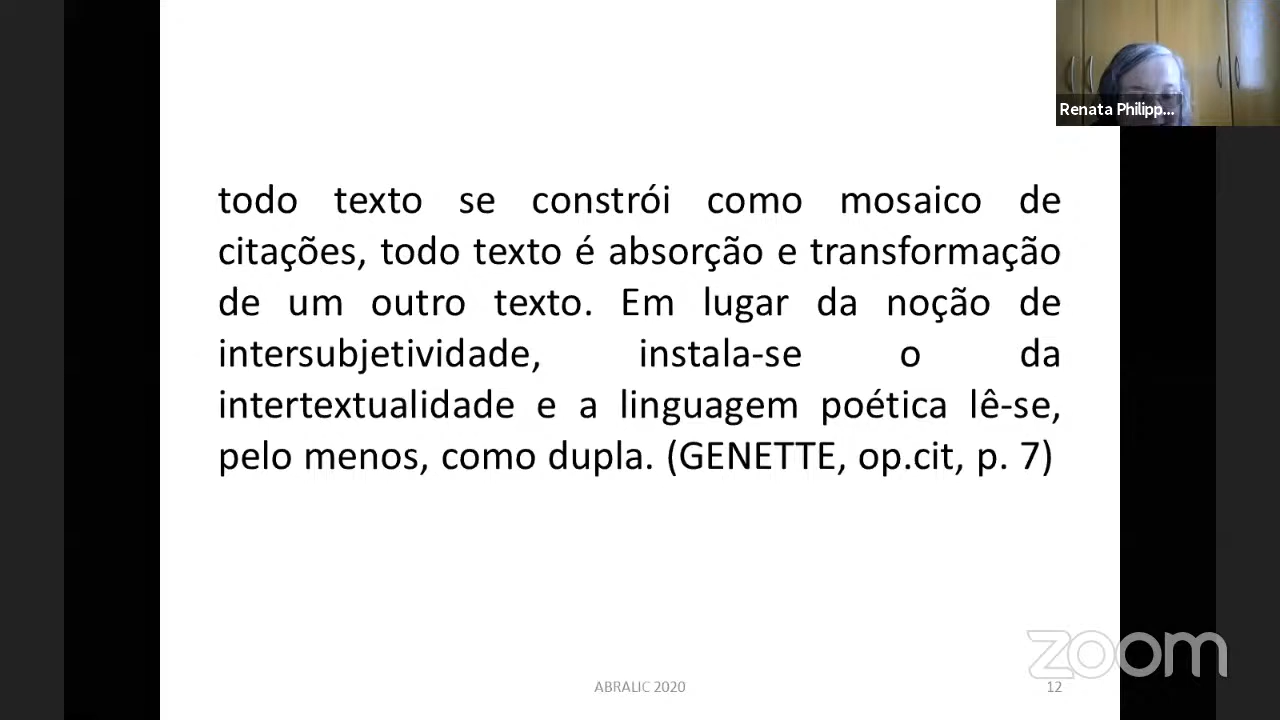 Renata Philipp...
todo texto se constrói como mosaico de
citações, todo texto é absorção e transformação
de um outro texto. Em lugar da noção de
intersubjetividade, instala-se o da
intertextualidade e a linguagem poética lê-se,
pelo menos, como dupla. (GENETTE, op.cit, p. 7)
zoom
ABRALIC 2020
12